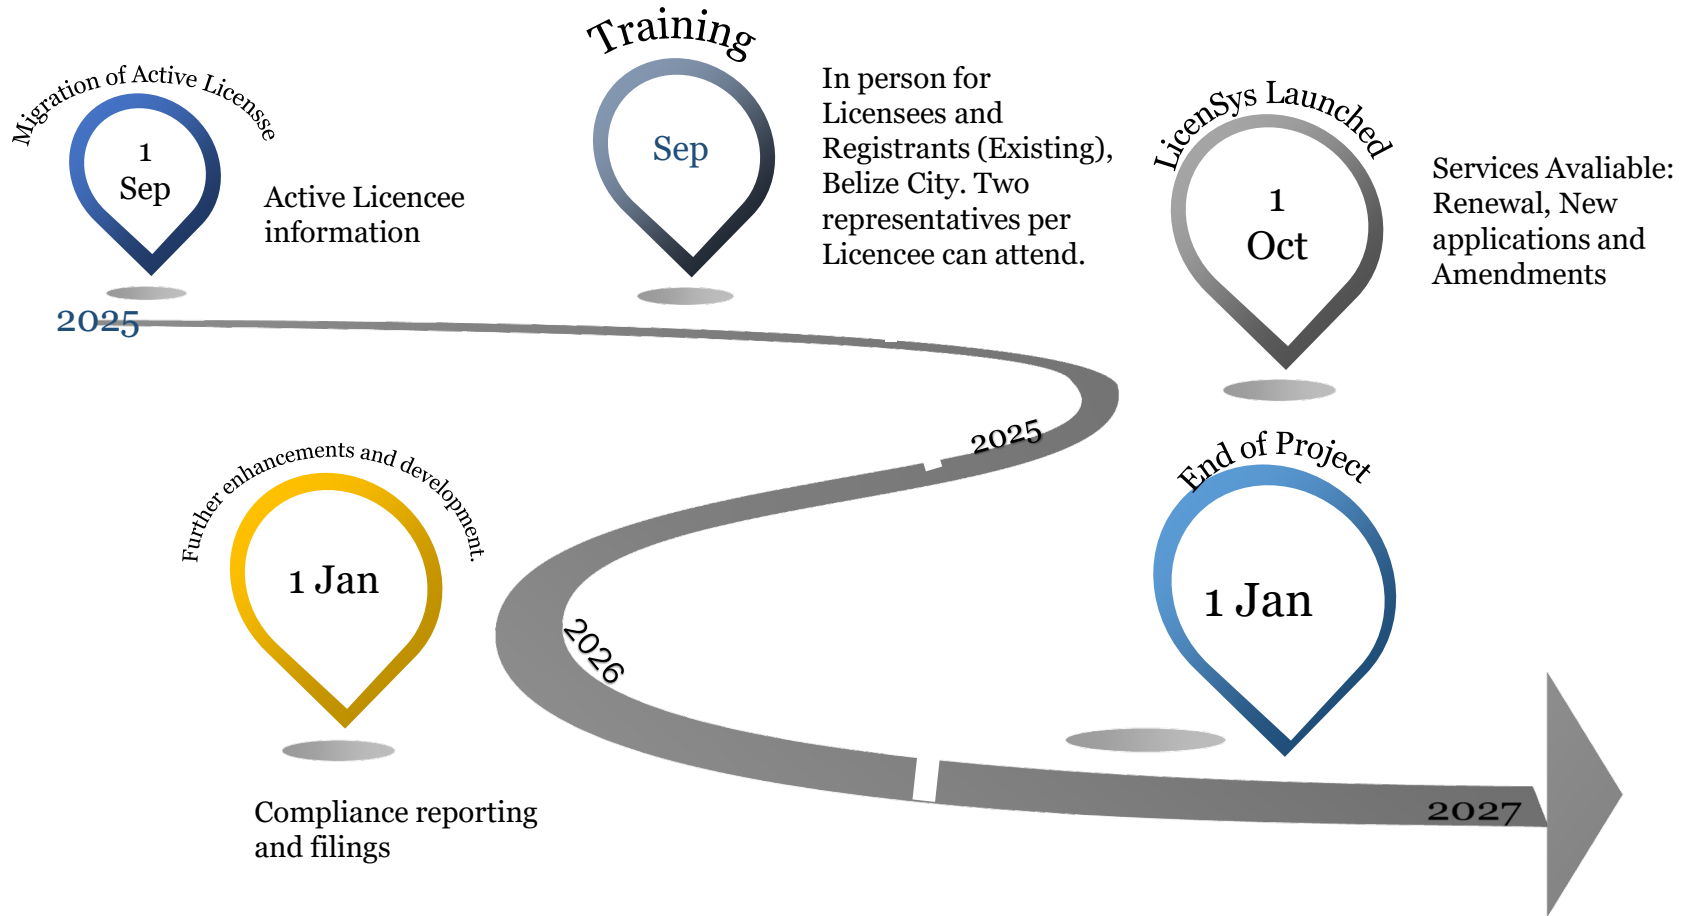 Migration of Active Licensse
1
Sep
Active Licencee
information
2025
Training
Sep
In person for
Licensees and
Registrants (Existing),
Belize City. Two
representatives per
Licencee can attend.
LicenSys Launched
1
Oct
Services Avaliable:
Renewal, New
applications and
Amendments
2025
Further enhancements and development.
1 Jan
Compliance reporting
and filings
2026
End of Project
1 Jan
2027